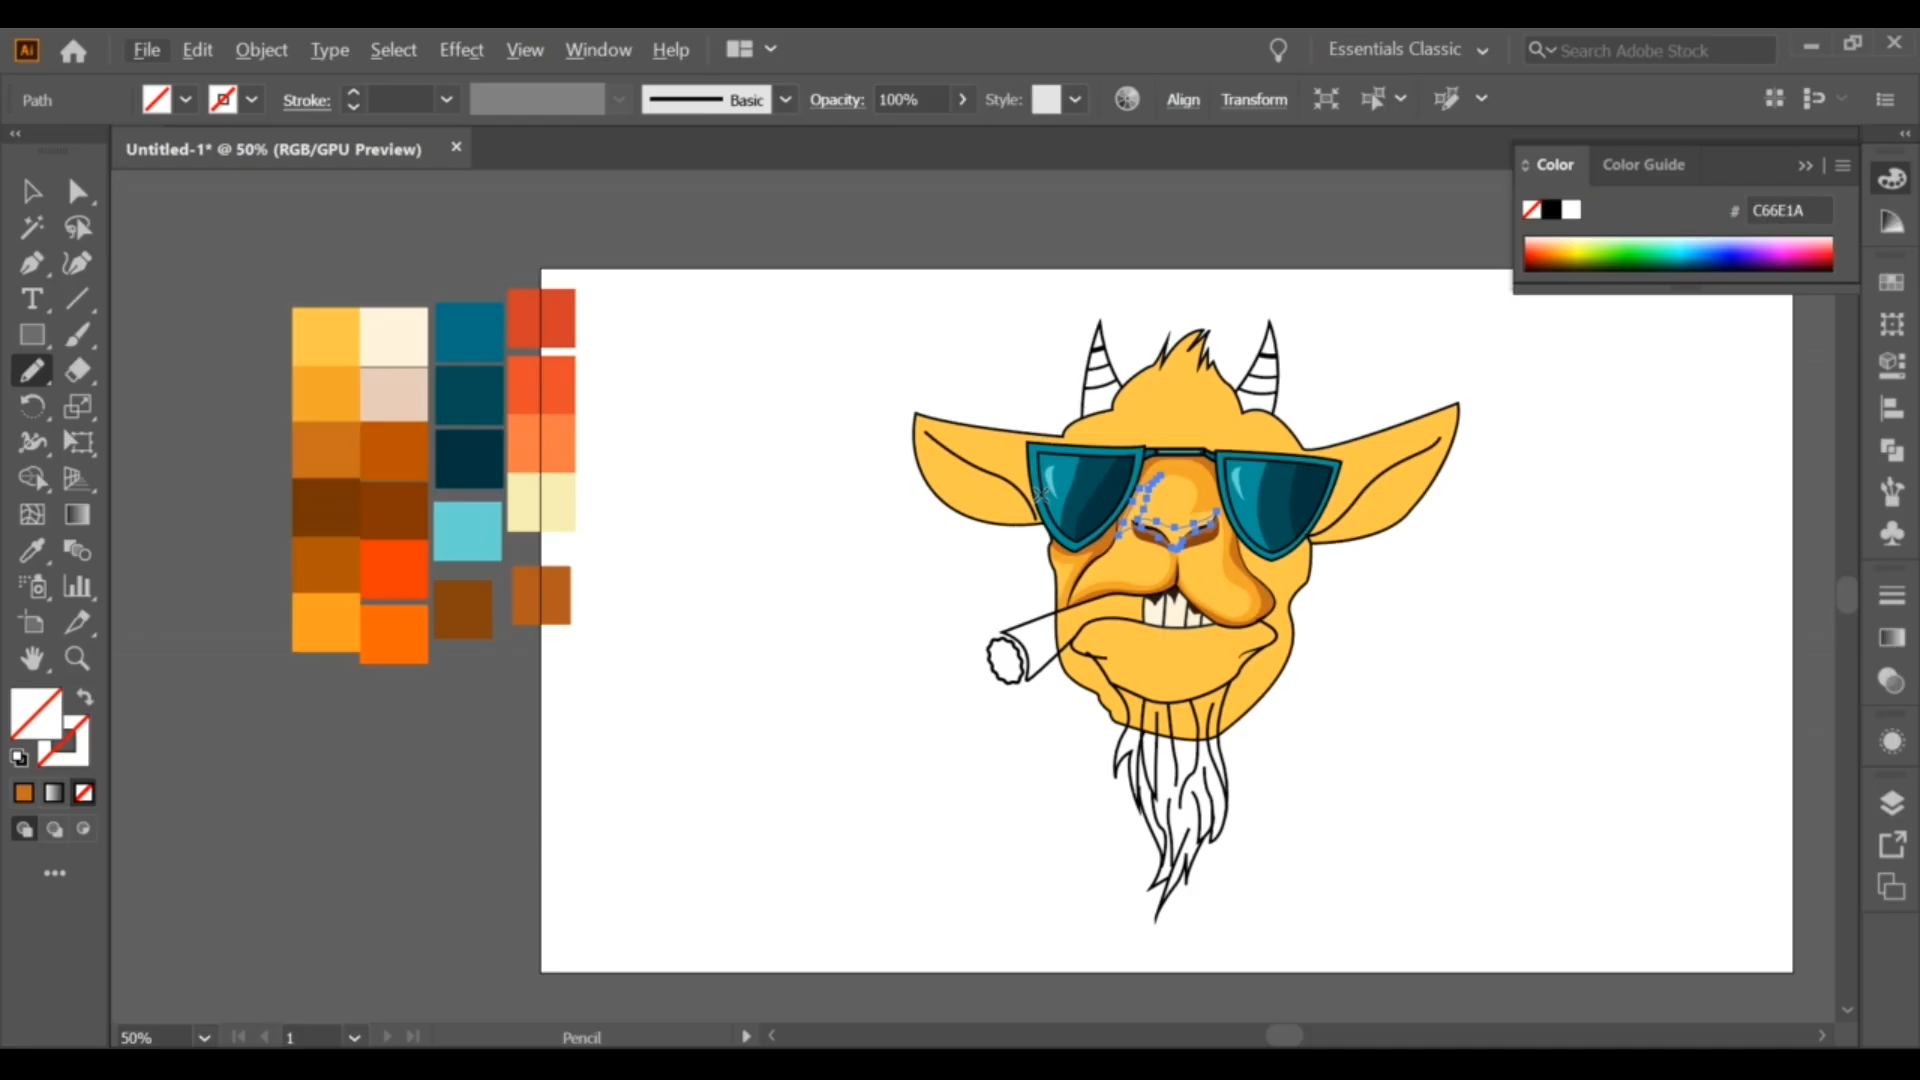 Ai File Edit Object Type Select Effect View Window Help Essentials Classic Search Adobe Stock
Path Stroke: Basic Opacity: 100% Style: Align Transform
Untitled-1* @ 50% (RGB/GPU Preview)
Color Color Guide
# C66E1A
50% 1 Pencil